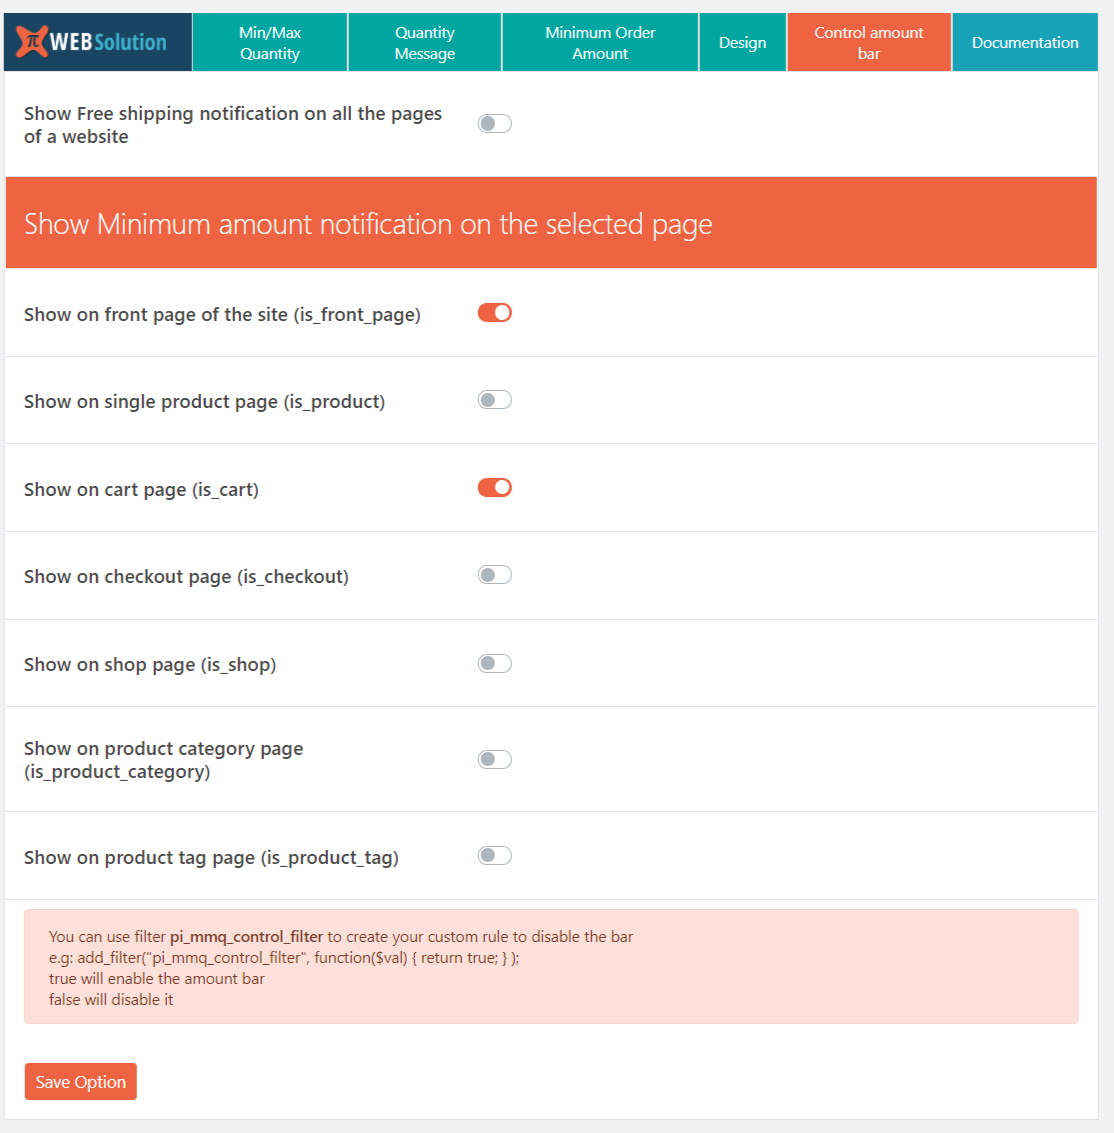 π WEBSolution
Min/Max
Quantity
Quantity
Message
Minimum Order
Amount
Design
Control amount
bar
Documentation
Show Free shipping notification on all the pages
of a website
Show Minimum amount notification on the selected page
Show on front page of the site (is_front_page)
Show on single product page (is_product)
Show on cart page (is_cart)
Show on checkout page (is_checkout)
Show on shop page (is_shop)
Show on product category page
(is_product_category)
Show on product tag page (is_product_tag)
You can use filter pi_mmq_control_filter to create your custom rule to disable the bar
e.g: add_filter("pi_mmq_control_filter", function($val) { return true; } );
true will enable the amount bar
false will disable it
Save Option